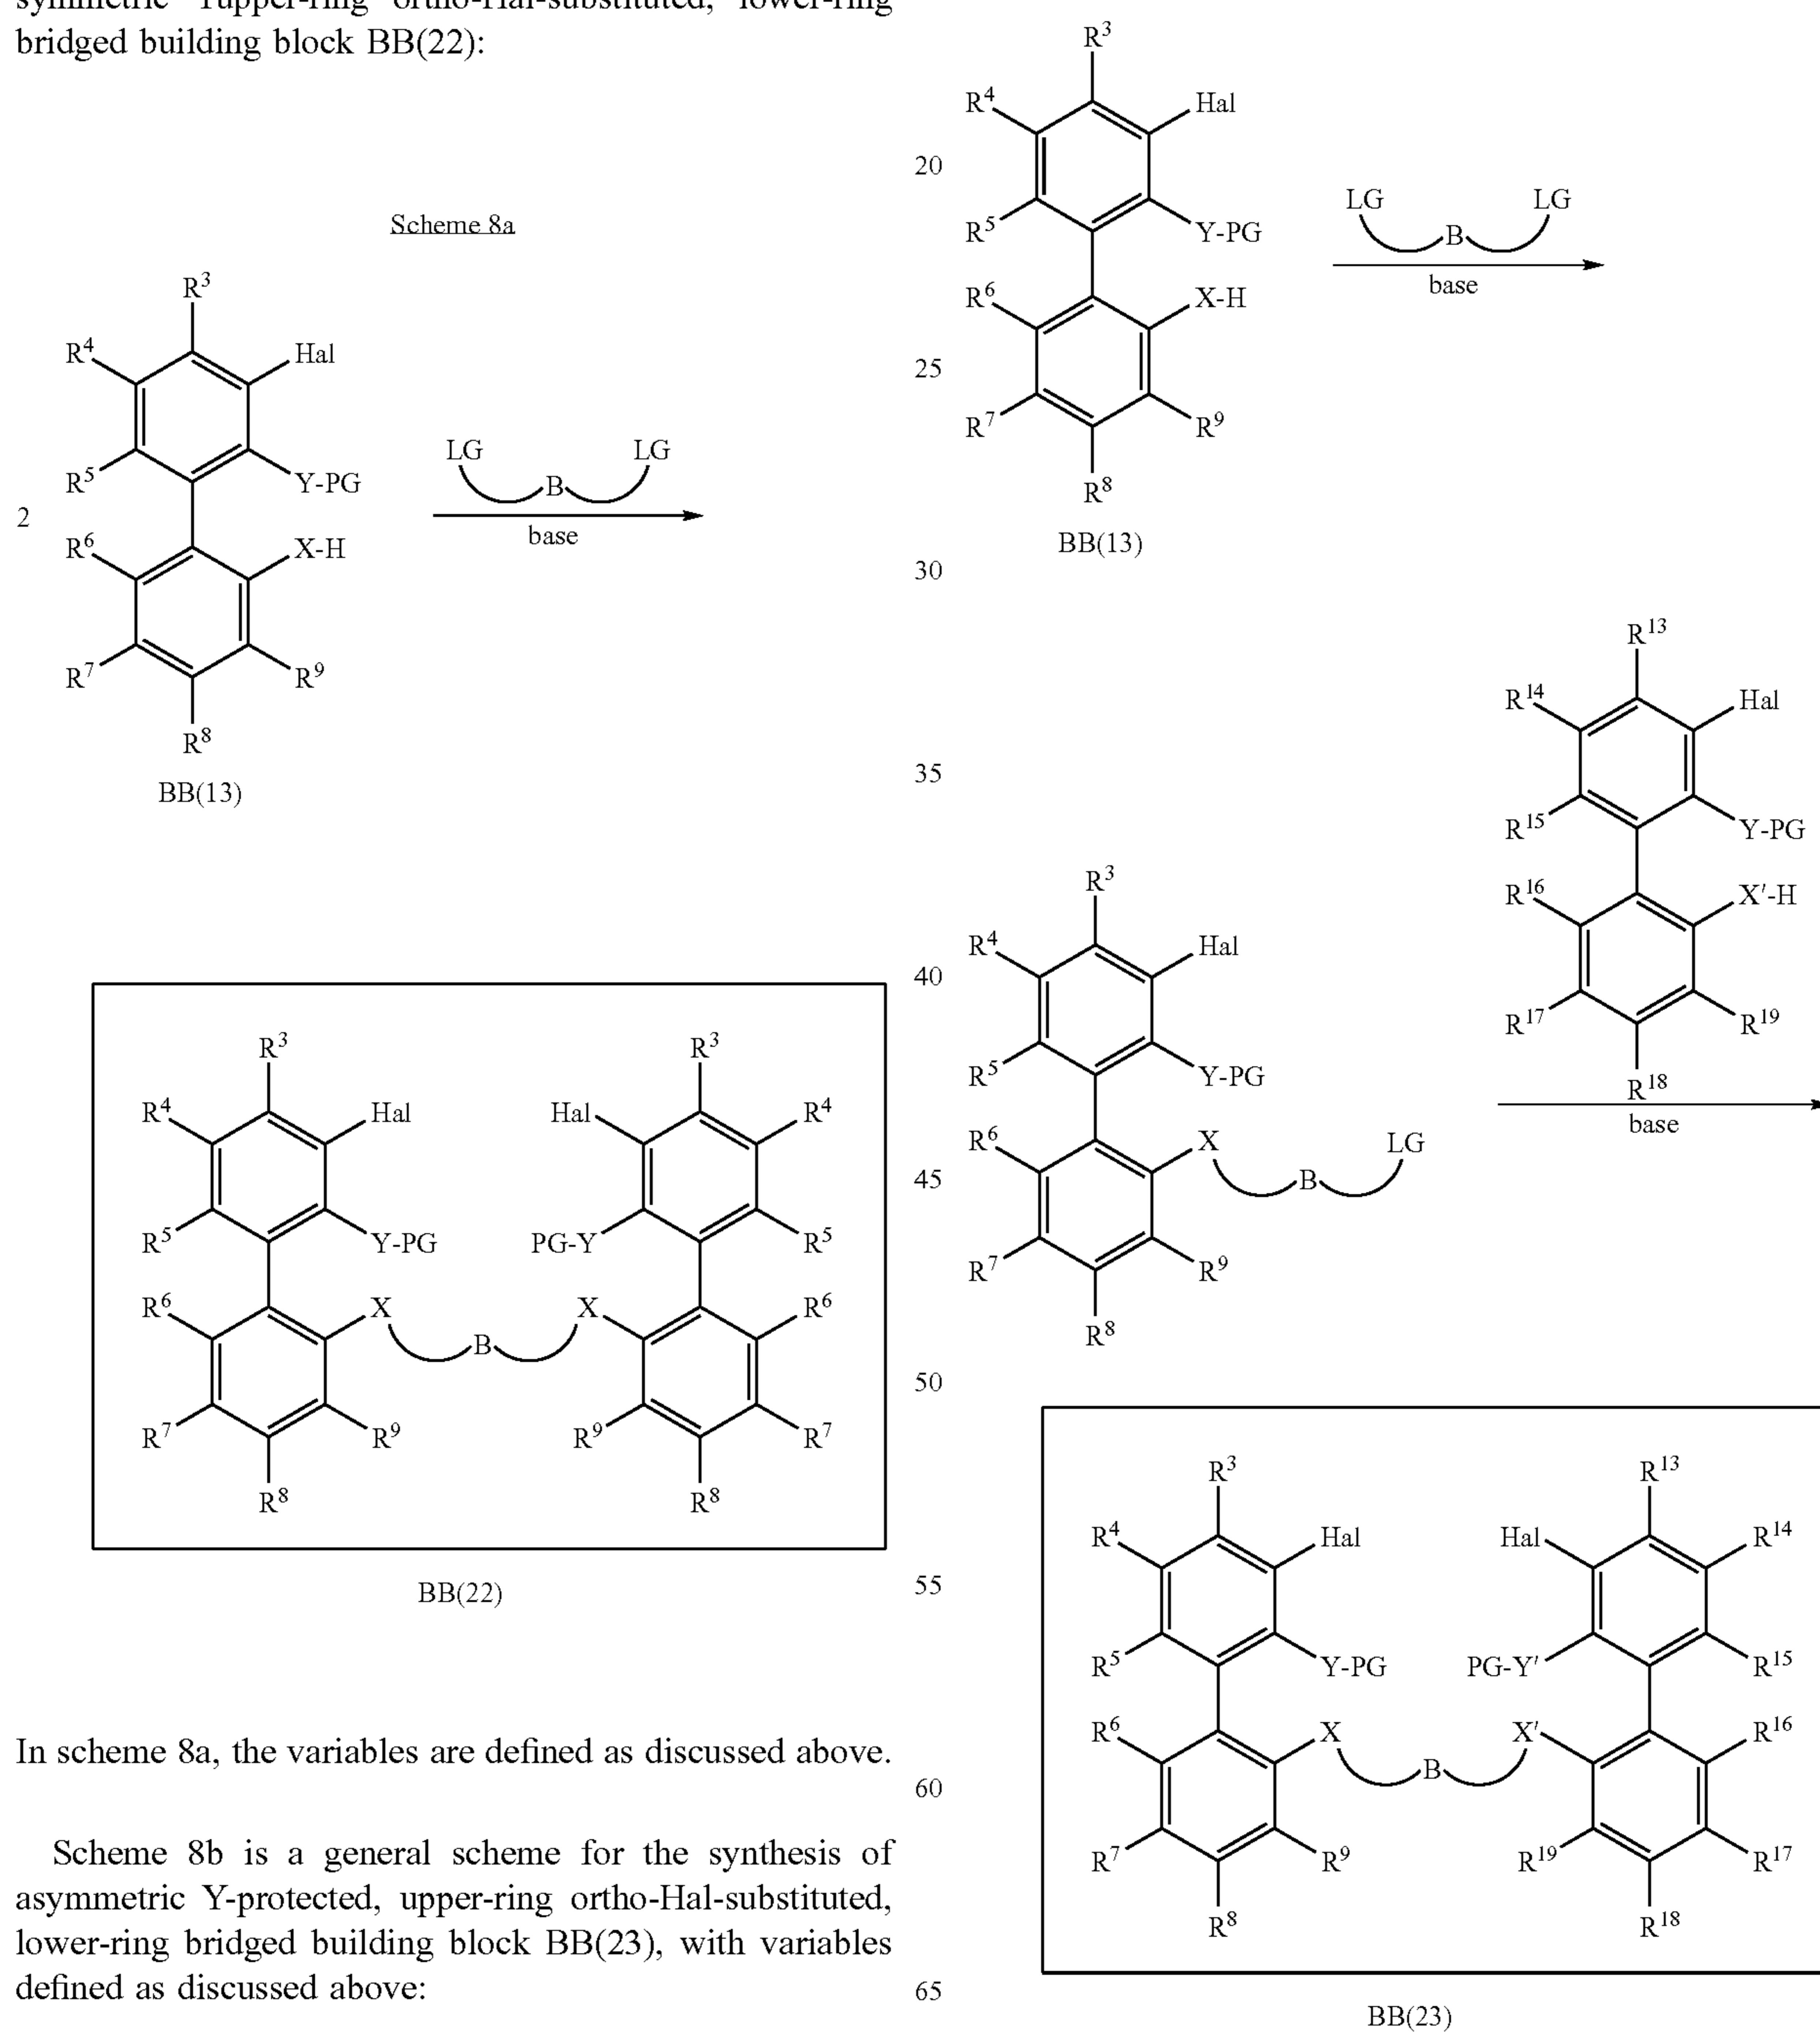 bridged building block BB(22):
Scheme 8a
R³
R⁴ Hal
R⁵ Y-PG
2
R⁶ X-H
R⁷ R⁹
R⁸
BB(13)
LG LG
B
base
R³ R³
R⁴ Hal Hal R⁴
R⁵ Y-PG PG-Y R⁵
R⁶ X X R⁶
B
R⁷ R⁹ R⁹ R⁷
R⁸ R⁸
BB(22)
In scheme 8a, the variables are defined as discussed above.
Scheme 8b is a general scheme for the synthesis of
asymmetric Y-protected, upper-ring ortho-Hal-substituted,
lower-ring bridged building block BB(23), with variables
defined as discussed above:
20
25
30
35
40
45
50
55
60
65
R³
R⁴ Hal
R⁵ Y-PG
R⁶ X-H
R⁷ R⁹
R⁸
BB(13)
LG LG
B
base
R³
R⁴ Hal
R⁵ Y-PG
R⁶ X LG
B
R⁷ R⁹
R⁸
R¹³
R¹⁴ Hal
R¹⁵ Y-PG
R¹⁶ X'-H
R¹⁷ R¹⁹
R¹⁸
base
R³ R¹³
R⁴ Hal Hal R¹⁴
R⁵ Y-PG PG-Y' R¹⁵
R⁶ X X' R¹⁶
B
R⁷ R⁹ R¹⁹ R¹⁷
R⁸ R¹⁸
BB(23)